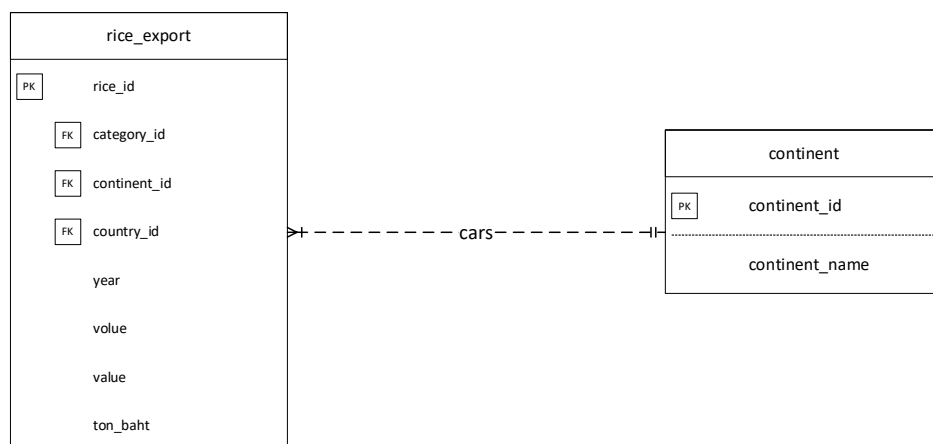 rice_export
PK rice_id
FK category_id
FK continent_id
FK country_id
year
volue
value
ton_baht
cars
continent
PK continent_id
continent_name